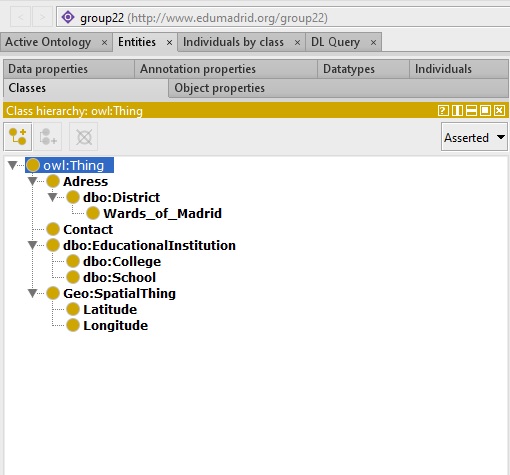 group22 (http://www.edumadrid.org/group22)
Active Ontology × Entities × Individuals by class × DL Query ×
Data properties Annotation properties Datatypes Individuals
Classes Object properties
Class hierarchy: owl:Thing
Asserted
owl:Thing
Adress
dbo:District
Wards_of_Madrid
Contact
dbo:EducationalInstitution
dbo:College
dbo:School
Geo:SpatialThing
Latitude
Longitude